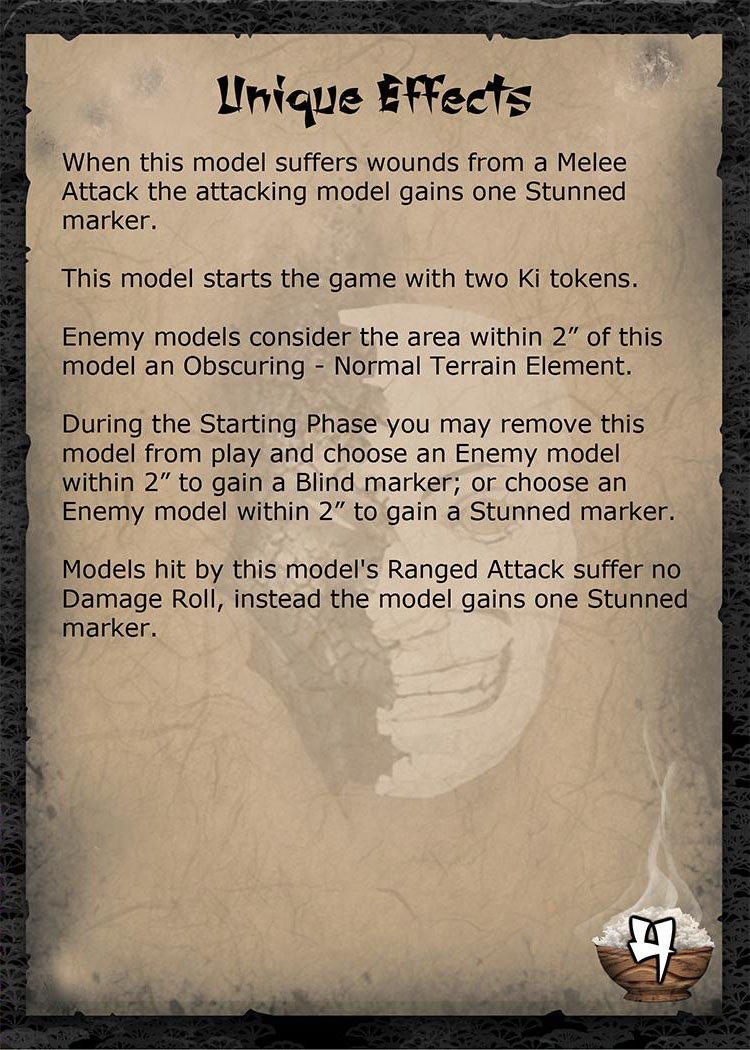 Unique Effects
When this model suffers wounds from a Melee
Attack the attacking model gains one Stunned
marker.
This model starts the game with two Ki tokens.
Enemy models consider the area within 2” of this
model an Obscuring - Normal Terrain Element.
During the Starting Phase you may remove this
model from play and choose an Enemy model
within 2” to gain a Blind marker; or choose an
Enemy model within 2” to gain a Stunned marker.
Models hit by this model's Ranged Attack suffer no
Damage Roll, instead the model gains one Stunned
marker.
4